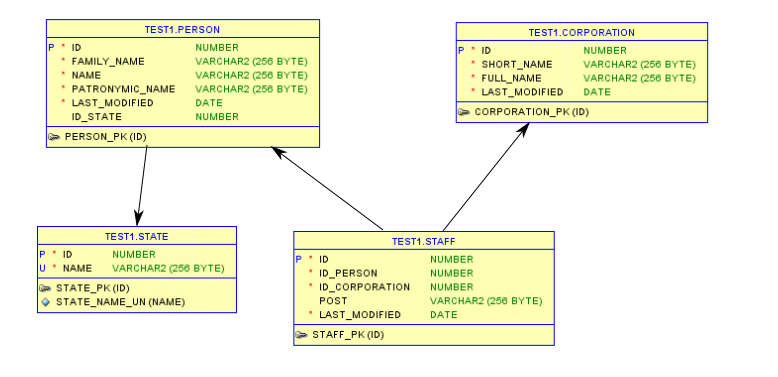 TEST1.PERSON
P * ID NUMBER
* FAMILY_NAME VARCHAR2 (256 BYTE)
* NAME VARCHAR2 (256 BYTE)
* PATRONYMIC_NAME VARCHAR2 (256 BYTE)
* LAST_MODIFIED DATE
ID_STATE NUMBER
PERSON_PK (ID)
TEST1.CORPORATION
P * ID NUMBER
* SHORT_NAME VARCHAR2 (256 BYTE)
* FULL_NAME VARCHAR2 (256 BYTE)
* LAST_MODIFIED DATE
CORPORATION_PK (ID)
TEST1.STATE
P * ID NUMBER
U * NAME VARCHAR2 (256 BYTE)
STATE_PK (ID)
STATE_NAME_UN (NAME)
TEST1.STAFF
P * ID NUMBER
* ID_PERSON NUMBER
* ID_CORPORATION NUMBER
POST VARCHAR2 (256 BYTE)
* LAST_MODIFIED DATE
STAFF_PK (ID)